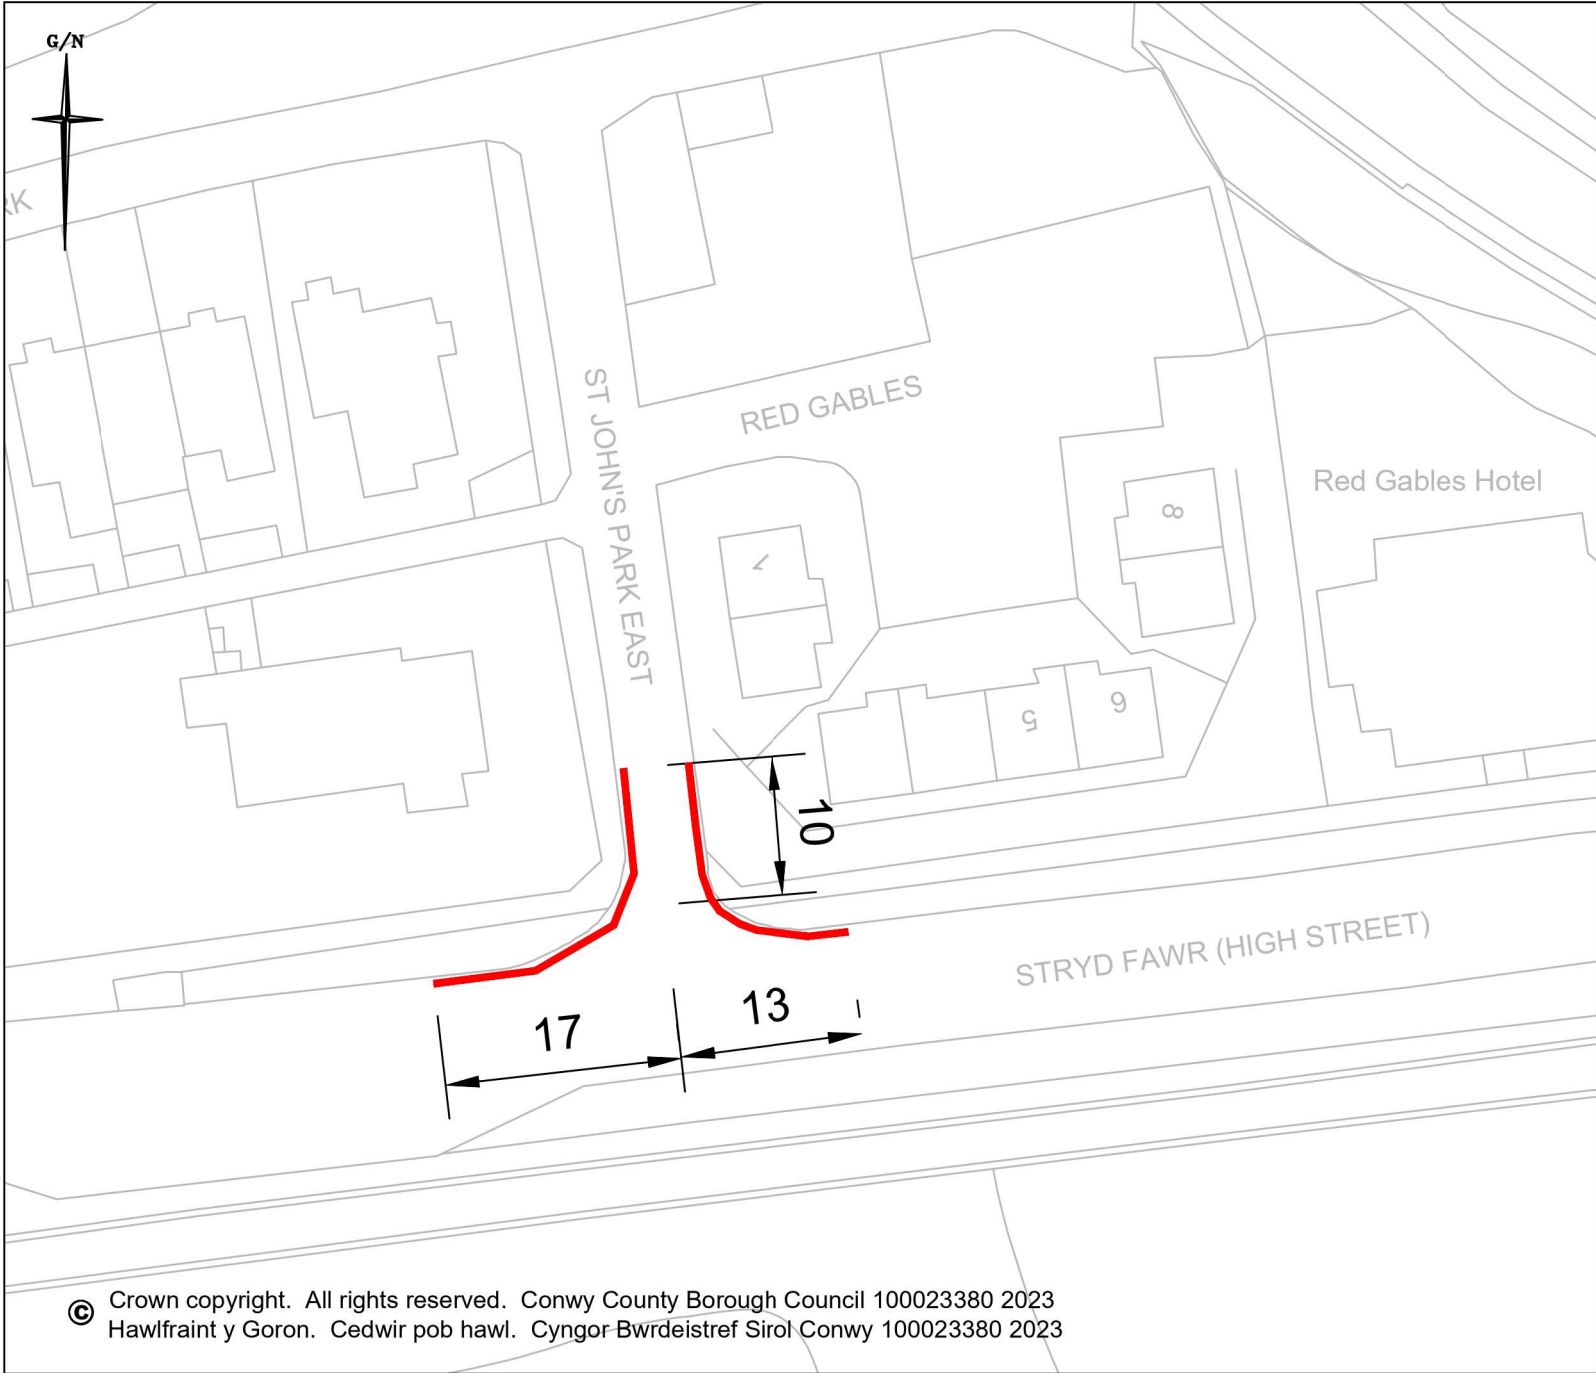 G/N
RK
ST JOHN'S PARK EAST
RED GABLES
Red Gables Hotel
8
1
5
6
10
STRYD FAWR (HIGH STREET)
13
17
© Crown copyright. All rights reserved. Conwy County Borough Council 100023380 2023
Hawlfraint y Goron. Cedwir pob hawl. Cyngor Bwrdeistref Sirol Conwy 100023380 2023